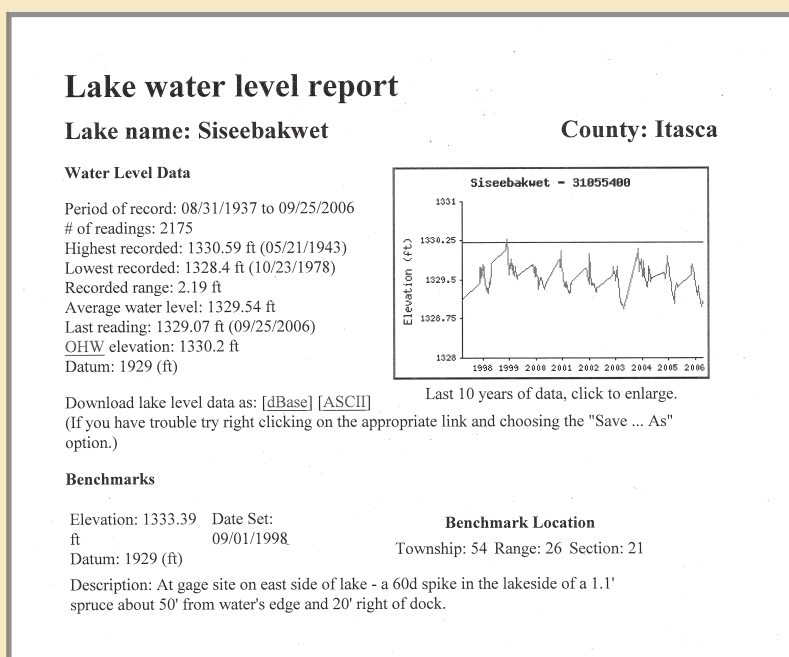 Lake water level report
Lake name: Siseebakwet
County: Itasca
Water Level Data
Period of record: 08/31/1937 to 09/25/2006
# of readings: 2175
Highest recorded: 1330.59 ft (05/21/1943)
Lowest recorded: 1328.4 ft (10/23/1978)
Recorded range: 2.19 ft
Average water level: 1329.54 ft
Last reading: 1329.07 ft (09/25/2006)
OHW elevation: 1330.2 ft
Datum: 1929 (ft)
Siseebakwet - 31055400
Elevation (ft)
1331
1330.25
1329.5
1328.75
1328
1998 1999 2000 2001 2002 2003 2004 2005 2006
Last 10 years of data, click to enlarge.
Download lake level data as: [dBase] [ASCII]
(If you have trouble try right clicking on the appropriate link and choosing the "Save ... As"
option.)
Benchmarks
Elevation: 1333.39
ft
Datum: 1929 (ft)
Date Set:
09/01/1998
Benchmark Location
Township: 54 Range: 26 Section: 21
Description: At gage site on east side of lake - a 60d spike in the lakeside of a 1.1'
spruce about 50' from water's edge and 20' right of dock.